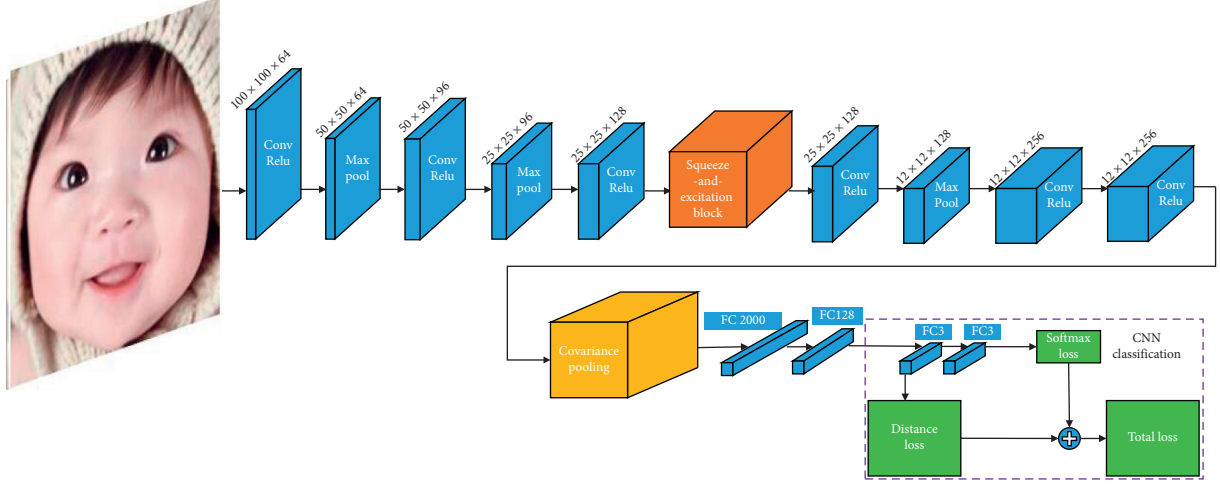 100 × 100 × 64
Conv
Relu
50 × 50 × 64
Max
pool
50 × 50 × 96
Conv
Relu
25 × 25 × 96
Max
pool
25 × 25 × 128
Conv
Relu
Squeeze
-and-
excitation
block
25 × 25 × 128
Conv
Relu
12 × 12 × 128
Max
Pool
12 × 12 × 256
Conv
Relu
12 × 12 × 256
Conv
Relu
Covariance
pooling
FC 2000
FC128
FC3
FC3
Softmax
loss
CNN
classification
Distance
loss
Total loss